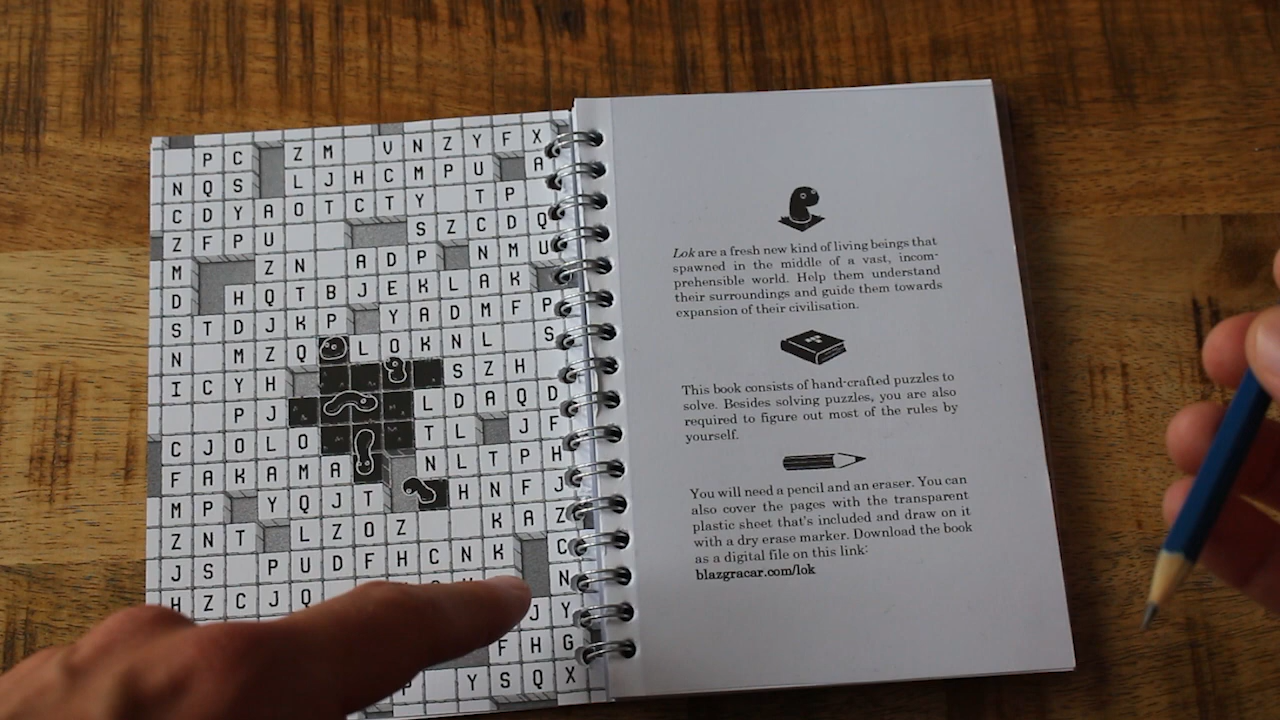 P C Z M V N Z Y F X
N Q S L J H C M P U A
C D Y A O T C T Y T P
Z F P U S Z C D Q
M Z N A D P N M U
D H Q T B J E K L A K
S T D J K P Y A D M F P
N M Z Q L O K N L S
I C Y H S Z H
P J L D A Q D
C J O L O T L J F
F A K A M A N L T P H
M P Y Q J T H N F J
Z N T L Z O Z K A Z
J S P U D F H C N K C
H Z C J Q N
J Y
F H G
Y S Q X
Lok are a fresh new kind of living beings that
spawned in the middle of a vast, incom-
prehensible world. Help them understand
their surroundings and guide them towards
expansion of their civilisation.
This book consists of hand-crafted puzzles to
solve. Besides solving puzzles, you are also
required to figure out most of the rules by
yourself.
You will need a pencil and an eraser. You can
also cover the pages with the transparent
plastic sheet that's included and draw on it
with a dry erase marker. Download the book
as a digital file on this link:
blazgracar.com/lok